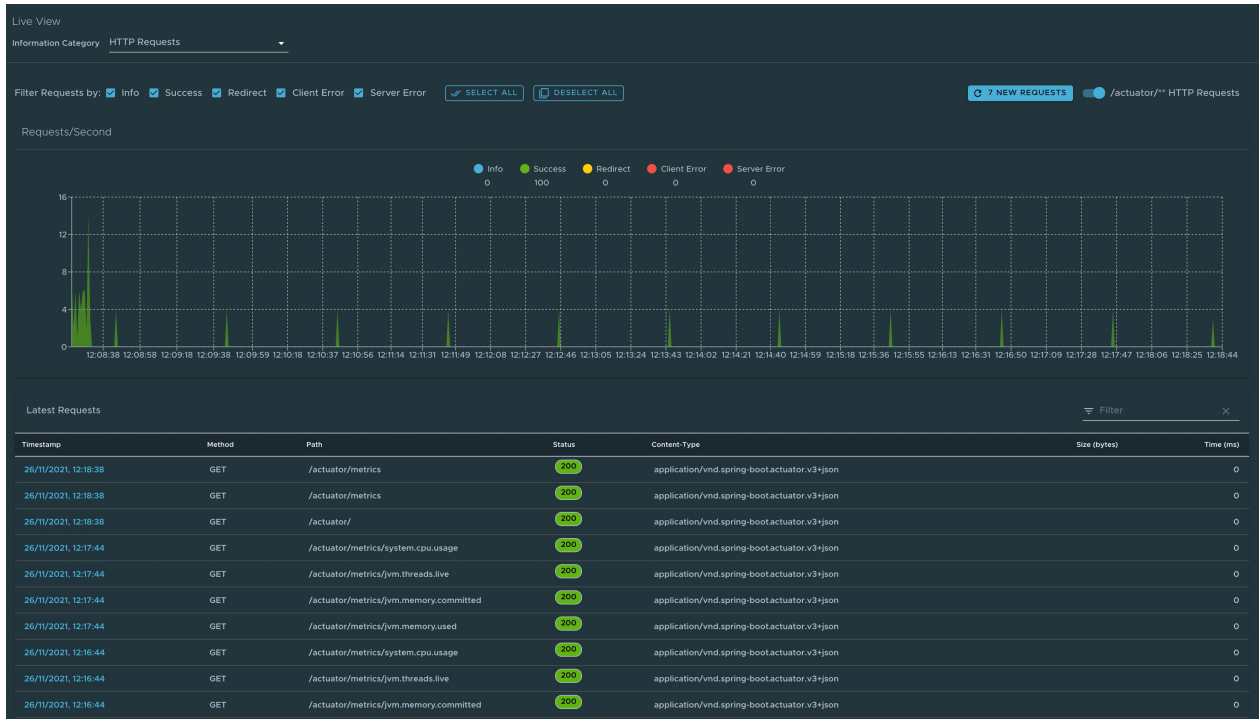 Live View
Information Category HTTP Requests
Filter Requests by: Info Success Redirect Client Error Server Error SELECT ALL DESELECT ALL 7 NEW REQUESTS /actuator/** HTTP Requests
Requests/Second
Info Success Redirect Client Error Server Error
0 100 0 0 0
16
12
8
4
0
12:08:38 12:08:58 12:09:18 12:09:38 12:09:59 12:10:18 12:10:37 12:10:56 12:11:14 12:11:31 12:11:49 12:12:08 12:12:27 12:12:46 12:13:05 12:13:24 12:13:43 12:14:02 12:14:21 12:14:40 12:14:59 12:15:18 12:15:36 12:15:55 12:16:13 12:16:31 12:16:50 12:17:09 12:17:28 12:17:47 12:18:06 12:18:25 12:18:44
Latest Requests Filter
Timestamp Method Path Status Content-Type Size (bytes) Time (ms)
26/11/2021, 12:18:38 GET /actuator/metrics 200 application/vnd.spring-boot.actuator.v3+json 0
26/11/2021, 12:18:38 GET /actuator/metrics 200 application/vnd.spring-boot.actuator.v3+json 0
26/11/2021, 12:18:38 GET /actuator/ 200 application/vnd.spring-boot.actuator.v3+json 0
26/11/2021, 12:17:44 GET /actuator/metrics/system.cpu.usage 200 application/vnd.spring-boot.actuator.v3+json 0
26/11/2021, 12:17:44 GET /actuator/metrics/jvm.threads.live 200 application/vnd.spring-boot.actuator.v3+json 0
26/11/2021, 12:17:44 GET /actuator/metrics/jvm.memory.committed 200 application/vnd.spring-boot.actuator.v3+json 0
26/11/2021, 12:17:44 GET /actuator/metrics/jvm.memory.used 200 application/vnd.spring-boot.actuator.v3+json 0
26/11/2021, 12:16:44 GET /actuator/metrics/system.cpu.usage 200 application/vnd.spring-boot.actuator.v3+json 0
26/11/2021, 12:16:44 GET /actuator/metrics/jvm.threads.live 200 application/vnd.spring-boot.actuator.v3+json 0
26/11/2021, 12:16:44 GET /actuator/metrics/jvm.memory.committed 200 application/vnd.spring-boot.actuator.v3+json 0